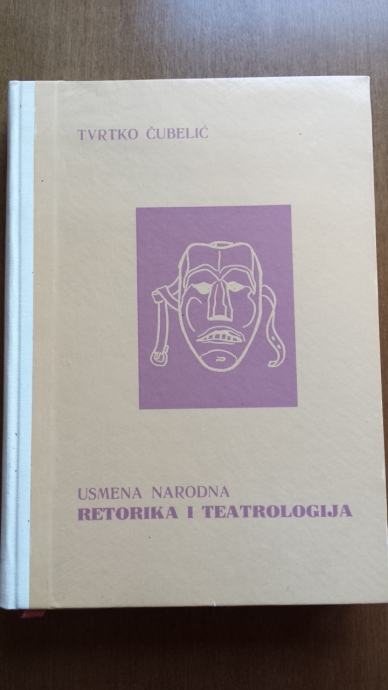 TVRTKO ČUBELIĆ
USMENA NARODNA
RETORIKA I TEATROLOGIJA